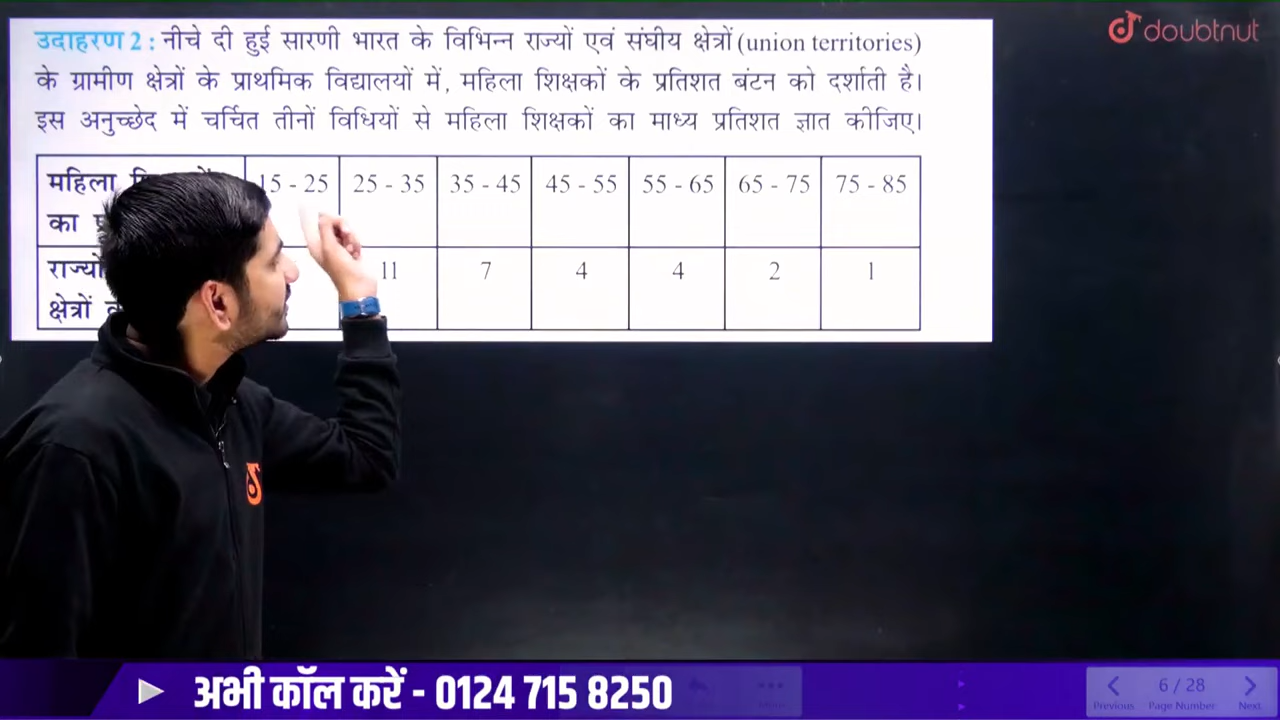 doubtnut
उदाहरण 2 : नीचे दी हुई सारणी भारत के विभिन्न राज्यों एवं संघीय क्षेत्रों (union territories)
के ग्रामीण क्षेत्रों के प्राथमिक विद्यालयों में, महिला शिक्षकों के प्रतिशत बंटन को दर्शाती है।
इस अनुच्छेद में चर्चित तीनों विधियों से महिला शिक्षकों का माध्य प्रतिशत ज्ञात कीजिए।
महिला 15 - 25 25 - 35 35 - 45 45 - 55 55 - 65 65 - 75 75 - 85
का
राज्यों 11 7 4 4 2 1
क्षेत्रों
अभी कॉल करें - 0124 715 8250
6 / 28
Previous Page Number Next